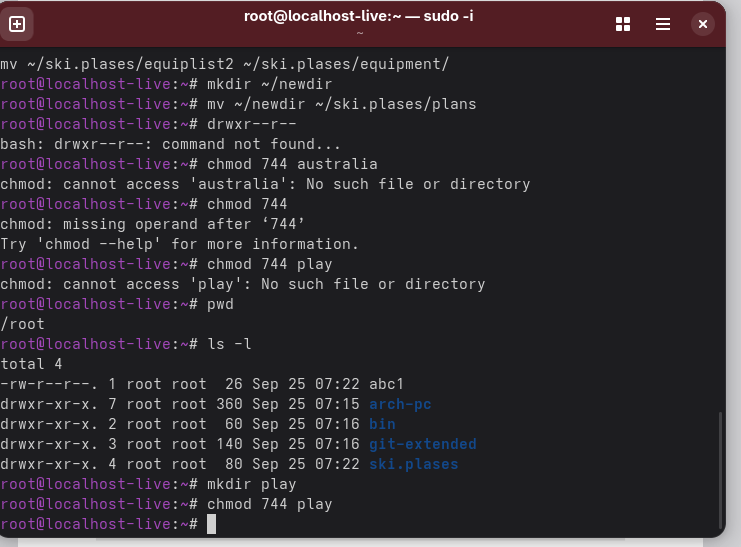 root@localhost-live:~ — sudo -i
~
mv ~/ski.plases/equiplist2 ~/ski.plases/equipment/
root@localhost-live:~# mkdir ~/newdir
root@localhost-live:~# mv ~/newdir ~/ski.plases/plans
root@localhost-live:~# drwxr--r--
bash: drwxr--r--: command not found...
root@localhost-live:~# chmod 744 australia
chmod: cannot access 'australia': No such file or directory
root@localhost-live:~# chmod 744
chmod: missing operand after ‘744’
Try 'chmod --help' for more information.
root@localhost-live:~# chmod 744 play
chmod: cannot access 'play': No such file or directory
root@localhost-live:~# pwd
/root
root@localhost-live:~# ls -l
total 4
-rw-r--r--. 1 root root  26 Sep 25 07:22 abc1
drwxr-xr-x. 7 root root 360 Sep 25 07:15 arch-pc
drwxr-xr-x. 2 root root  60 Sep 25 07:16 bin
drwxr-xr-x. 3 root root 140 Sep 25 07:16 git-extended
drwxr-xr-x. 4 root root  80 Sep 25 07:22 ski.plases
root@localhost-live:~# mkdir play
root@localhost-live:~# chmod 744 play
root@localhost-live:~#